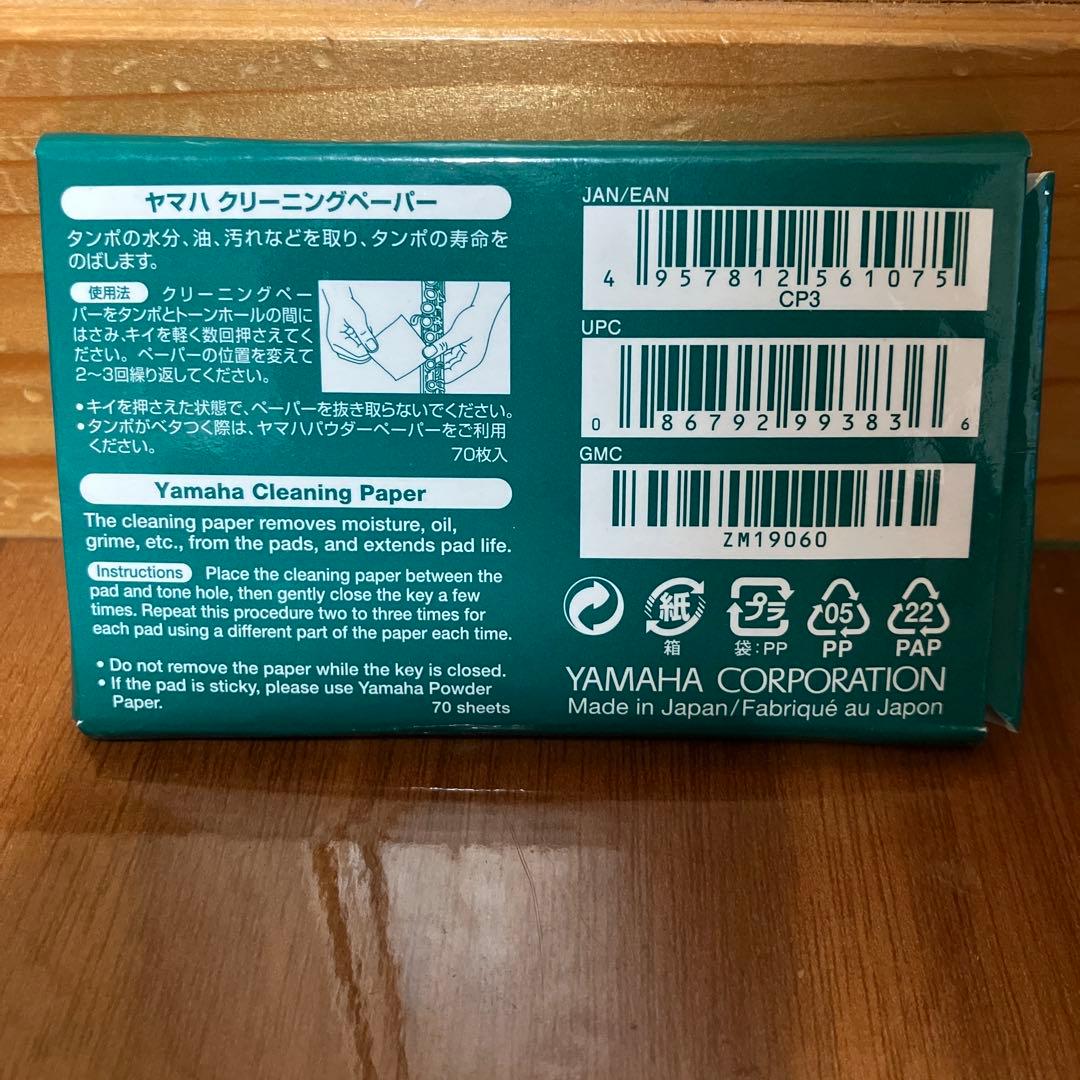 ヤマハ クリーニングペーパー
タンポの水分、油、汚れなどを取り、タンポの寿命を
のばします。
使用法 クリーニングペー
パーをタンポとトーンホールの間に
はさみ、キイを軽く数回押さえてく
ださい。ペーパーの位置を変えて
2〜3回繰り返してください。
•キイを押さえた状態で、ペーパーを抜き取らないでください。
•タンポがベタつく際は、ヤマハパウダーペーパーをご利用
ください。
70枚入
Yamaha Cleaning Paper
The cleaning paper removes moisture, oil,
grime, etc., from the pads, and extends pad life.
Instructions Place the cleaning paper between the
pad and tone hole, then gently close the key a few
times. Repeat this procedure two to three times for
each pad using a different part of the paper each time.
• Do not remove the paper while the key is closed.
• If the pad is sticky, please use Yamaha Powder
Paper.
70 sheets
JAN/EAN
4 957812 561075
CP3
UPC
0 86792 99383 6
GMC
ZM19060
紙
箱
プラ
袋:PP
05
PP
22
PAP
YAMAHA CORPORATION
Made in Japan/Fabriqué au Japon